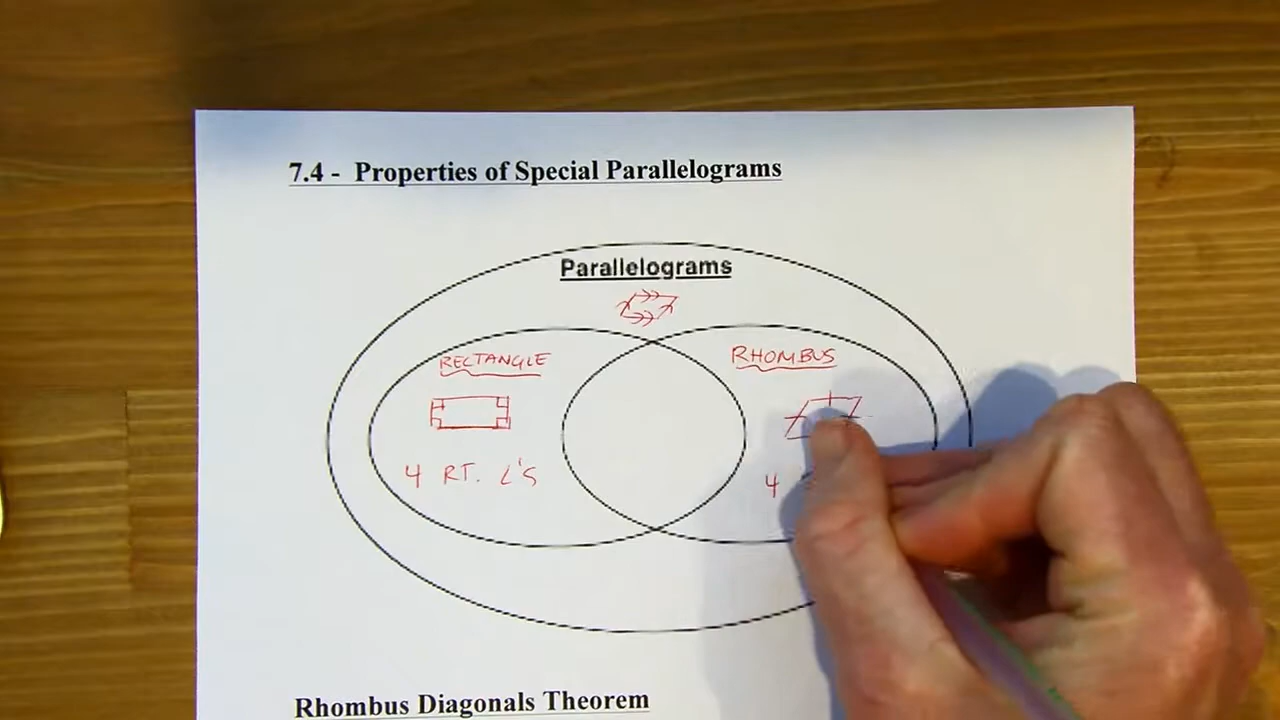 7.4 - Properties of Special Parallelograms
Parallelograms
RECTANGLE
RHOMBUS
4 RT. ∠'S
4
Rhombus Diagonals Theorem